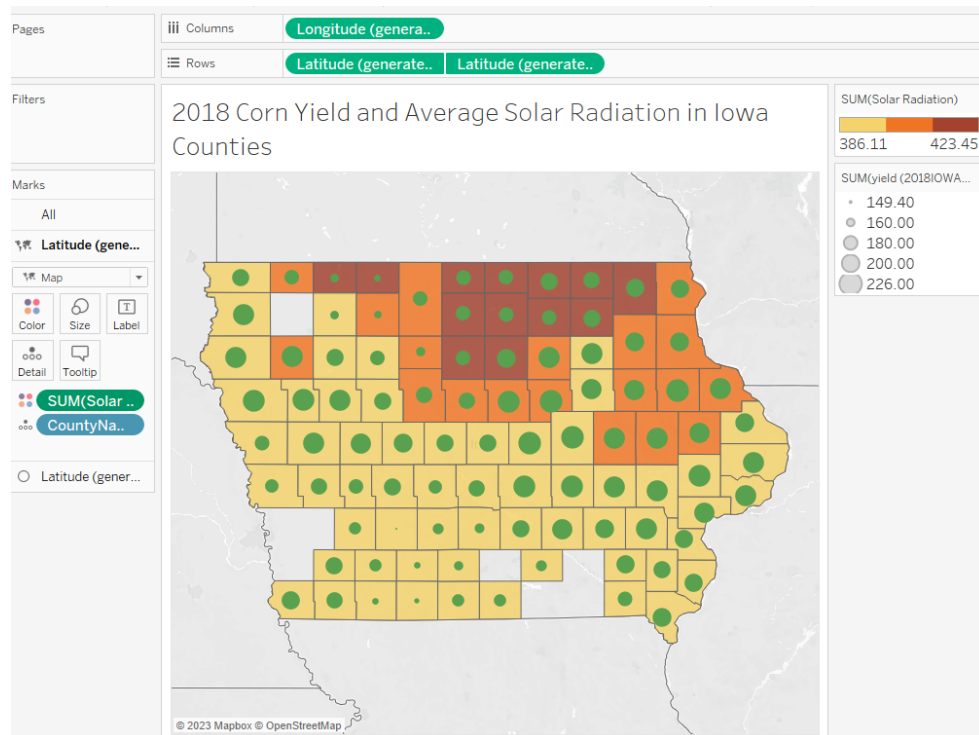 Pages
Columns
Longitude (genera..
Rows
Latitude (generate.. Latitude (generate..
Filters
2018 Corn Yield and Average Solar Radiation in Iowa
Counties
SUM(Solar Radiation)
386.11 423.45
SUM(yield (2018IOWA...
149.40
160.00
180.00
200.00
226.00
Marks
All
Latitude (gene...
Map
Color Size Label
Detail Tooltip
SUM(Solar ..
CountyNa..
Latitude (gener...
© 2023 Mapbox © OpenStreetMap